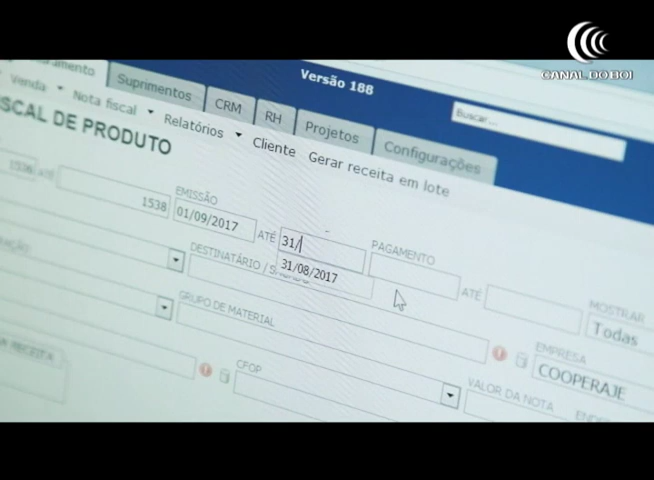 CANAL DO BOI
Versão 188
Buscar...
Suprimentos CRM RH Projetos Configurações
Venda Nota fiscal Relatórios Cliente Gerar receita em lote
SCAL DE PRODUTO
1536 ATÉ 1538
EMISSÃO
01/09/2017 ATÉ 31/
31/08/2017
PAGAMENTO
ATÉ
MOSTRAR
Todas
DESTINATÁRIO /
GRUPO DE MATERIAL
EMPRESA
COOPERAJE
RECEITA
CFOP
VALOR DA NOTA